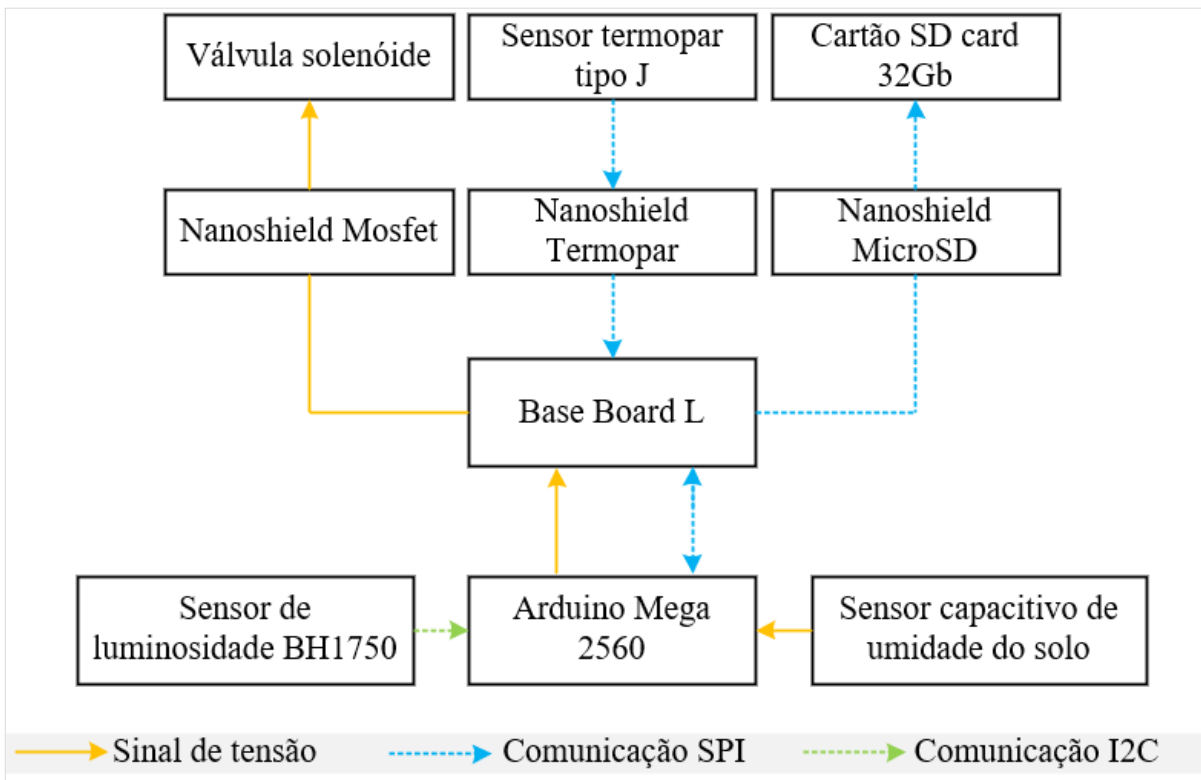 Válvula solenóide
Sensor termopar
tipo J
Cartão SD card
32Gb
Nanoshield Mosfet
Nanoshield
Termopar
Nanoshield
MicroSD
Base Board L
Sensor de
luminosidade BH1750
Arduino Mega
2560
Sensor capacitivo de
umidade do solo
Sinal de tensão
Comunicação SPI
Comunicação I2C